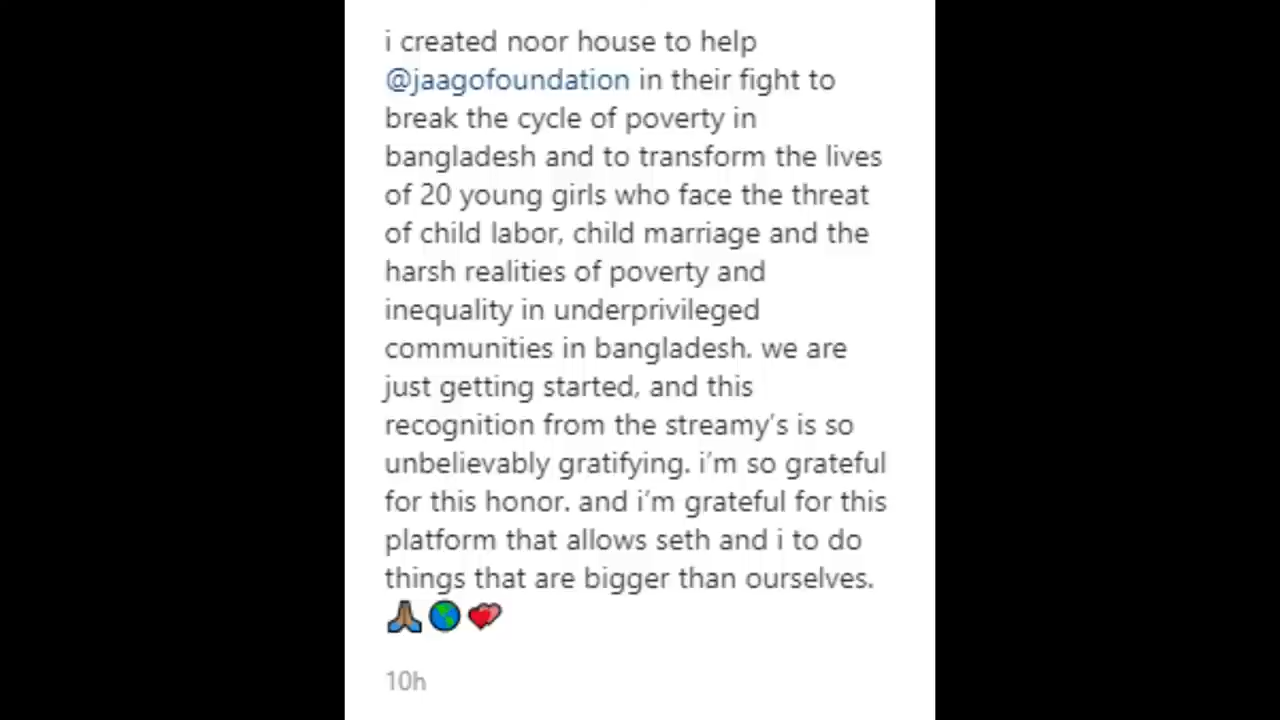 i created noor house to help
@jaagofoundation in their fight to
break the cycle of poverty in
bangladesh and to transform the lives
of 20 young girls who face the threat
of child labor, child marriage and the
harsh realities of poverty and
inequality in underprivileged
communities in bangladesh. we are
just getting started, and this
recognition from the streamy's is so
unbelievably gratifying. i'm so grateful
for this honor. and i'm grateful for this
platform that allows seth and i to do
things that are bigger than ourselves.
🙏🏽🌎💕
10h